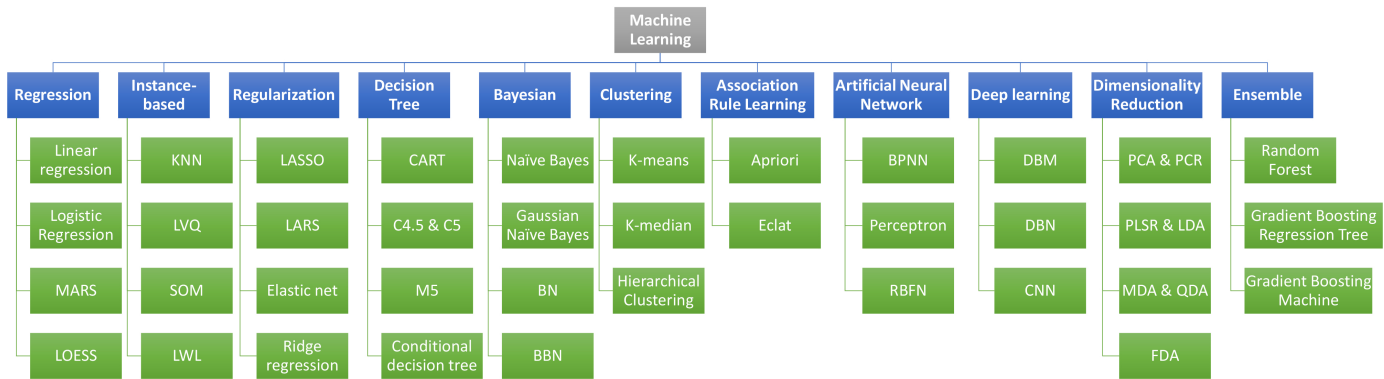 Machine
Learning
Regression
Linear
regression
Logistic
Regression
MARS
LOESS
Instance-
based
KNN
LVQ
SOM
LWL
Regularization
LASSO
LARS
Elastic net
Ridge
regression
Decision
Tree
CART
C4.5 & C5
M5
Conditional
decision tree
Bayesian
Naïve Bayes
Gaussian
Naïve Bayes
BN
BBN
Clustering
K-means
K-median
Hierarchical
Clustering
Association
Rule Learning
Apriori
Eclat
Artificial Neural
Network
BPNN
Perceptron
RBFN
Deep learning
DBM
DBN
CNN
Dimensionality
Reduction
PCA & PCR
PLSR & LDA
MDA & QDA
FDA
Ensemble
Random
Forest
Gradient Boosting
Regression Tree
Gradient Boosting
Machine